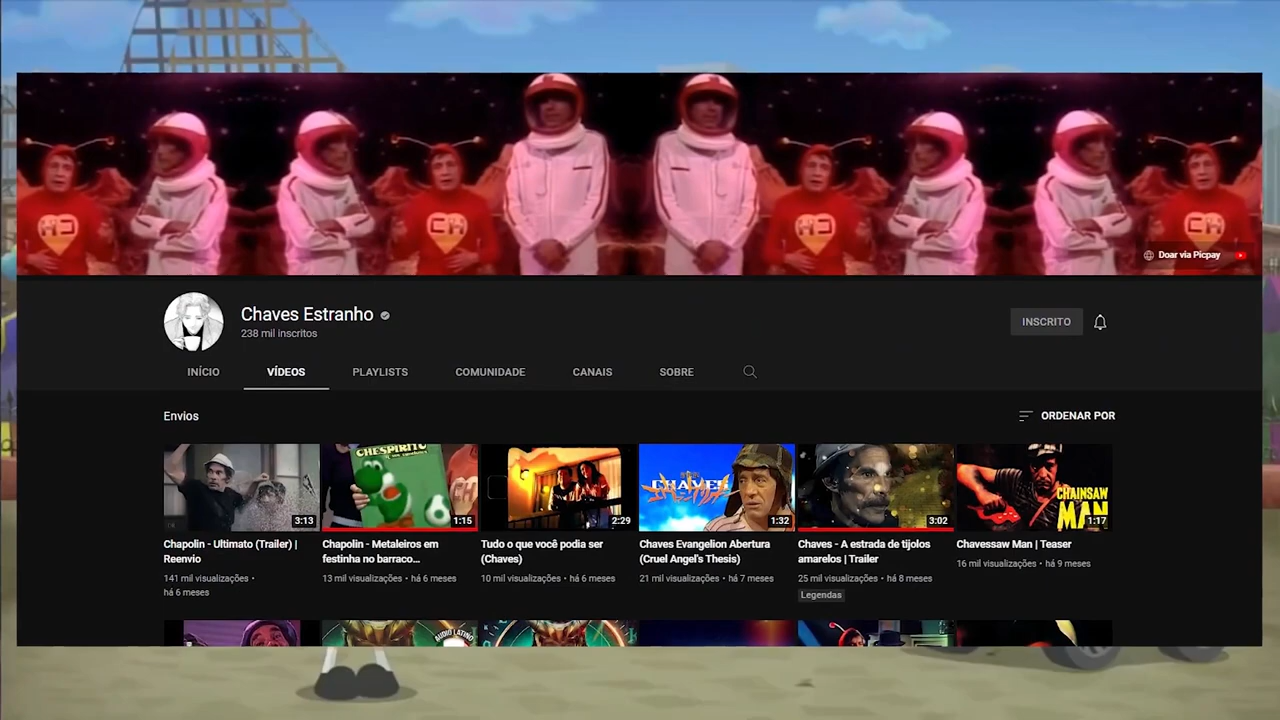 Doar via Picpay
Chaves Estranho
238 mil inscritos
INSCRITO
INÍCIO VÍDEOS PLAYLISTS COMUNIDADE CANAIS SOBRE
Envios
ORDENAR POR
CHESPIRITO
CHAVES
CHAINSAW
MAN
3:13 1:15 2:29 1:32 3:02 1:17
Chapolin - Ultimato (Trailer) |
Reenvio
141 mil visualizações •
há 6 meses
Chapolin - Metaleiros em
festinha no barraco...
13 mil visualizações • há 6 meses
Tudo o que você podia ser
(Chaves)
10 mil visualizações • há 6 meses
Chaves Evangelion Abertura
(Cruel Angel's Thesis)
21 mil visualizações • há 7 meses
Chaves - A estrada de tijolos
amarelos | Trailer
25 mil visualizações • há 8 meses
Legendas
Chavessaw Man | Teaser
16 mil visualizações • há 9 meses
AUDIO LATINO